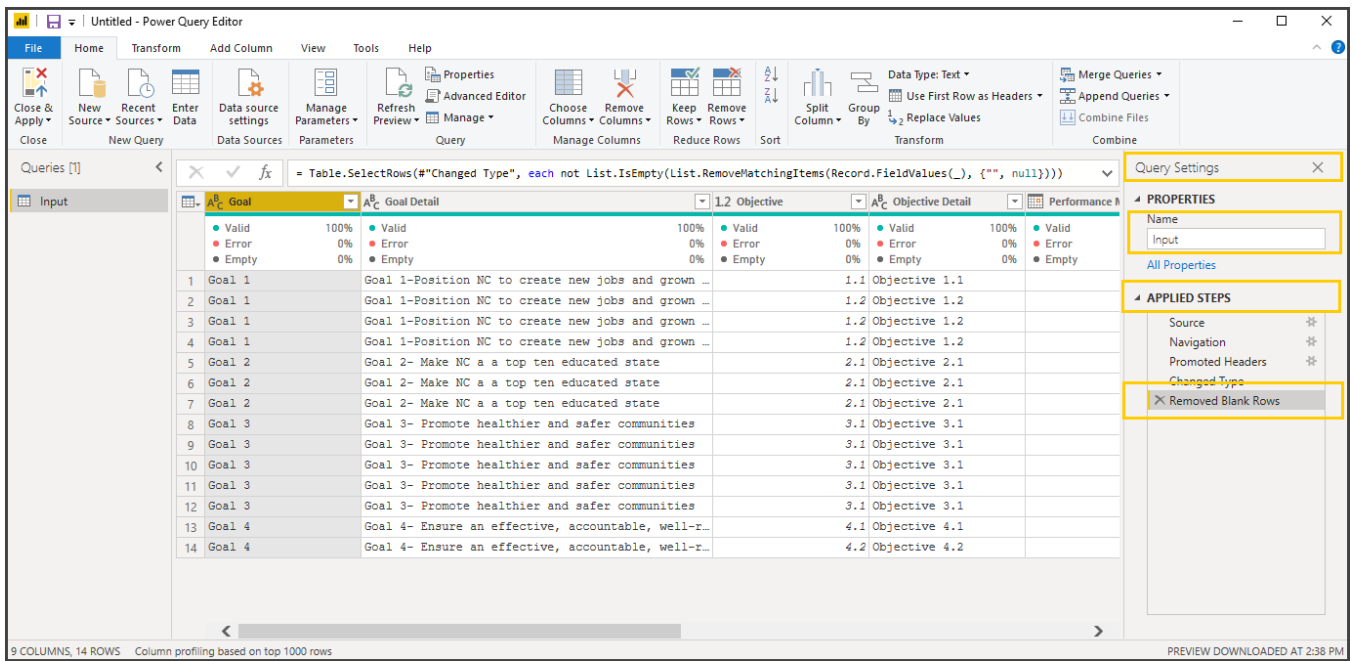 Untitled - Power Query Editor
File Home Transform Add Column View Tools Help
Close & Apply
New Source
Recent Sources
Enter Data
Data source settings
Manage Parameters
Refresh Preview
Properties
Advanced Editor
Manage
Choose Columns
Remove Columns
Keep Rows
Remove Rows
Split Column
Group By
Data Type: Text
Use First Row as Headers
1 2 Replace Values
Merge Queries
Append Queries
Combine Files
Close New Query Data Sources Parameters Query Manage Columns Reduce Rows Sort Transform Combine
Queries [1]
fx = Table.SelectRows(#"Changed Type", each not List.IsEmpty(List.RemoveMatchingItems(Record.FieldValues(_), {"", null})))
Input
ABC Goal ABC Goal Detail 1.2 Objective ABC Objective Detail Performance M
Valid 100% Valid 100% Valid 100% Valid 100% Valid
Error 0% Error 0% Error 0% Error 0% Error
Empty 0% Empty 0% Empty 0% Empty 0% Empty
1 Goal 1 Goal 1-Position NC to create new jobs and grown … 1.1 Objective 1.1
2 Goal 1 Goal 1-Position NC to create new jobs and grown … 1.2 Objective 1.2
3 Goal 1 Goal 1-Position NC to create new jobs and grown … 1.2 Objective 1.2
4 Goal 1 Goal 1-Position NC to create new jobs and grown … 1.2 Objective 1.2
5 Goal 2 Goal 2- Make NC a a top ten educated state 2.1 Objective 2.1
6 Goal 2 Goal 2- Make NC a a top ten educated state 2.1 Objective 2.1
7 Goal 2 Goal 2- Make NC a a top ten educated state 2.1 Objective 2.1
8 Goal 3 Goal 3- Promote healthier and safer communities 3.1 Objective 3.1
9 Goal 3 Goal 3- Promote healthier and safer communities 3.1 Objective 3.1
10 Goal 3 Goal 3- Promote healthier and safer communities 3.1 Objective 3.1
11 Goal 3 Goal 3- Promote healthier and safer communities 3.1 Objective 3.1
12 Goal 3 Goal 3- Promote healthier and safer communities 3.1 Objective 3.1
13 Goal 4 Goal 4- Ensure an effective, accountable, well-r… 4.1 Objective 4.1
14 Goal 4 Goal 4- Ensure an effective, accountable, well-r… 4.2 Objective 4.2
Query Settings
PROPERTIES
Name
Input
All Properties
APPLIED STEPS
Source
Navigation
Promoted Headers
Changed Type
Removed Blank Rows
9 COLUMNS, 14 ROWS Column profiling based on top 1000 rows PREVIEW DOWNLOADED AT 2:38 PM